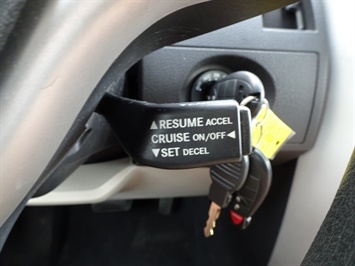 ▲RESUME ACCEL
CRUISE ON/OFF◀
▼SET DECEL